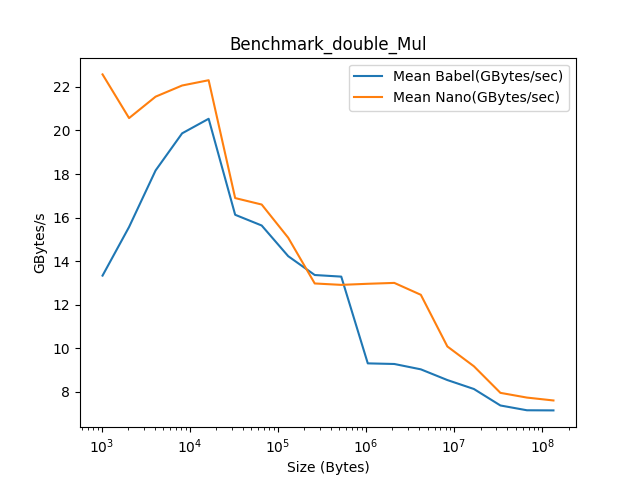 Benchmark_double_Mul
Mean Babel(GBytes/sec)
Mean Nano(GBytes/sec)
GBytes/s
22
20
18
16
14
12
10
8
10³
10⁴
10⁵
10⁶
10⁷
10⁸
Size (Bytes)